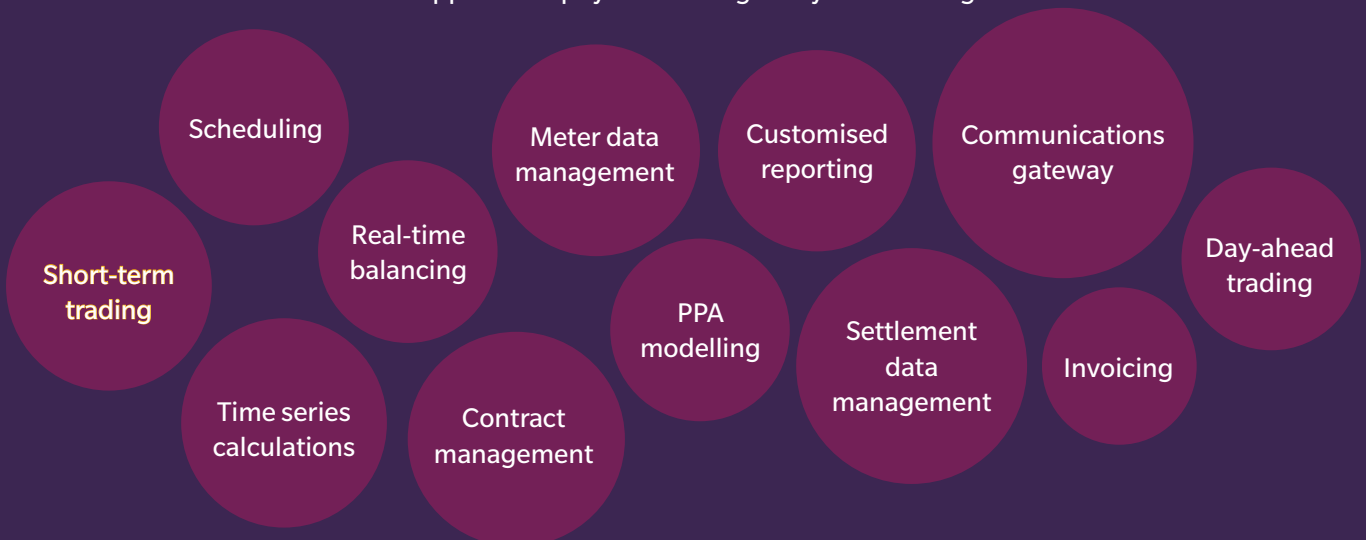 Scheduling
Meter data
management
Customised
reporting
Communications
gateway
Short-term
trading
Real-time
balancing
Day-ahead
trading
PPA
modelling
Settlement
data
management
Invoicing
Time series
calculations
Contract
management